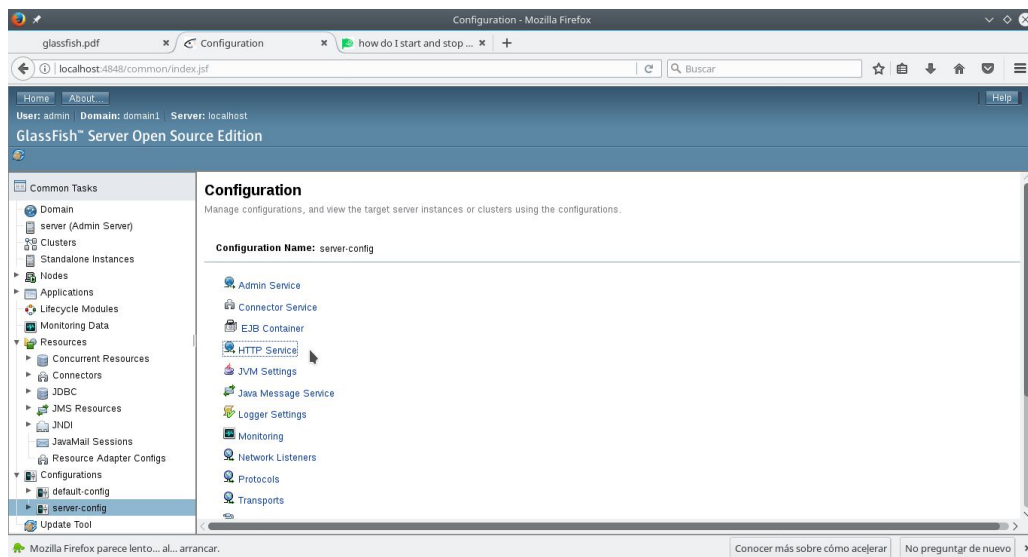 Configuration - Mozilla Firefox
glassfish.pdf
Configuration
how do I start and stop ...
localhost:4848/common/index.jsf
Buscar
Home
About...
Help
User: admin Domain: domain1 Server: localhost
GlassFish™ Server Open Source Edition
Common Tasks
Domain
server (Admin Server)
Clusters
Standalone Instances
Nodes
Applications
Lifecycle Modules
Monitoring Data
Resources
Concurrent Resources
Connectors
JDBC
JMS Resources
JNDI
JavaMail Sessions
Resource Adapter Configs
Configurations
default-config
server-config
Update Tool
Configuration
Manage configurations, and view the target server instances or clusters using the configurations.
Configuration Name: server-config
Admin Service
Connector Service
EJB Container
HTTP Service
JVM Settings
Java Message Service
Logger Settings
Monitoring
Network Listeners
Protocols
Transports
Mozilla Firefox parece lento... al... arrancar.
Conocer más sobre cómo acelerar
No preguntar de nuevo